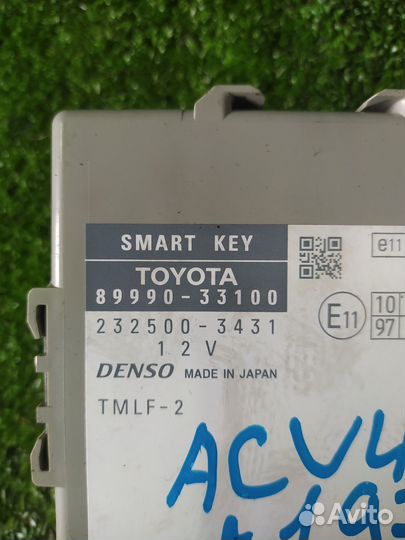 SMART KEY
TOYOTA
89990-33100
232500-3431
12V
DENSO MADE IN JAPAN
TMLF-2
e11
E11
10
97
ACV4
Avito